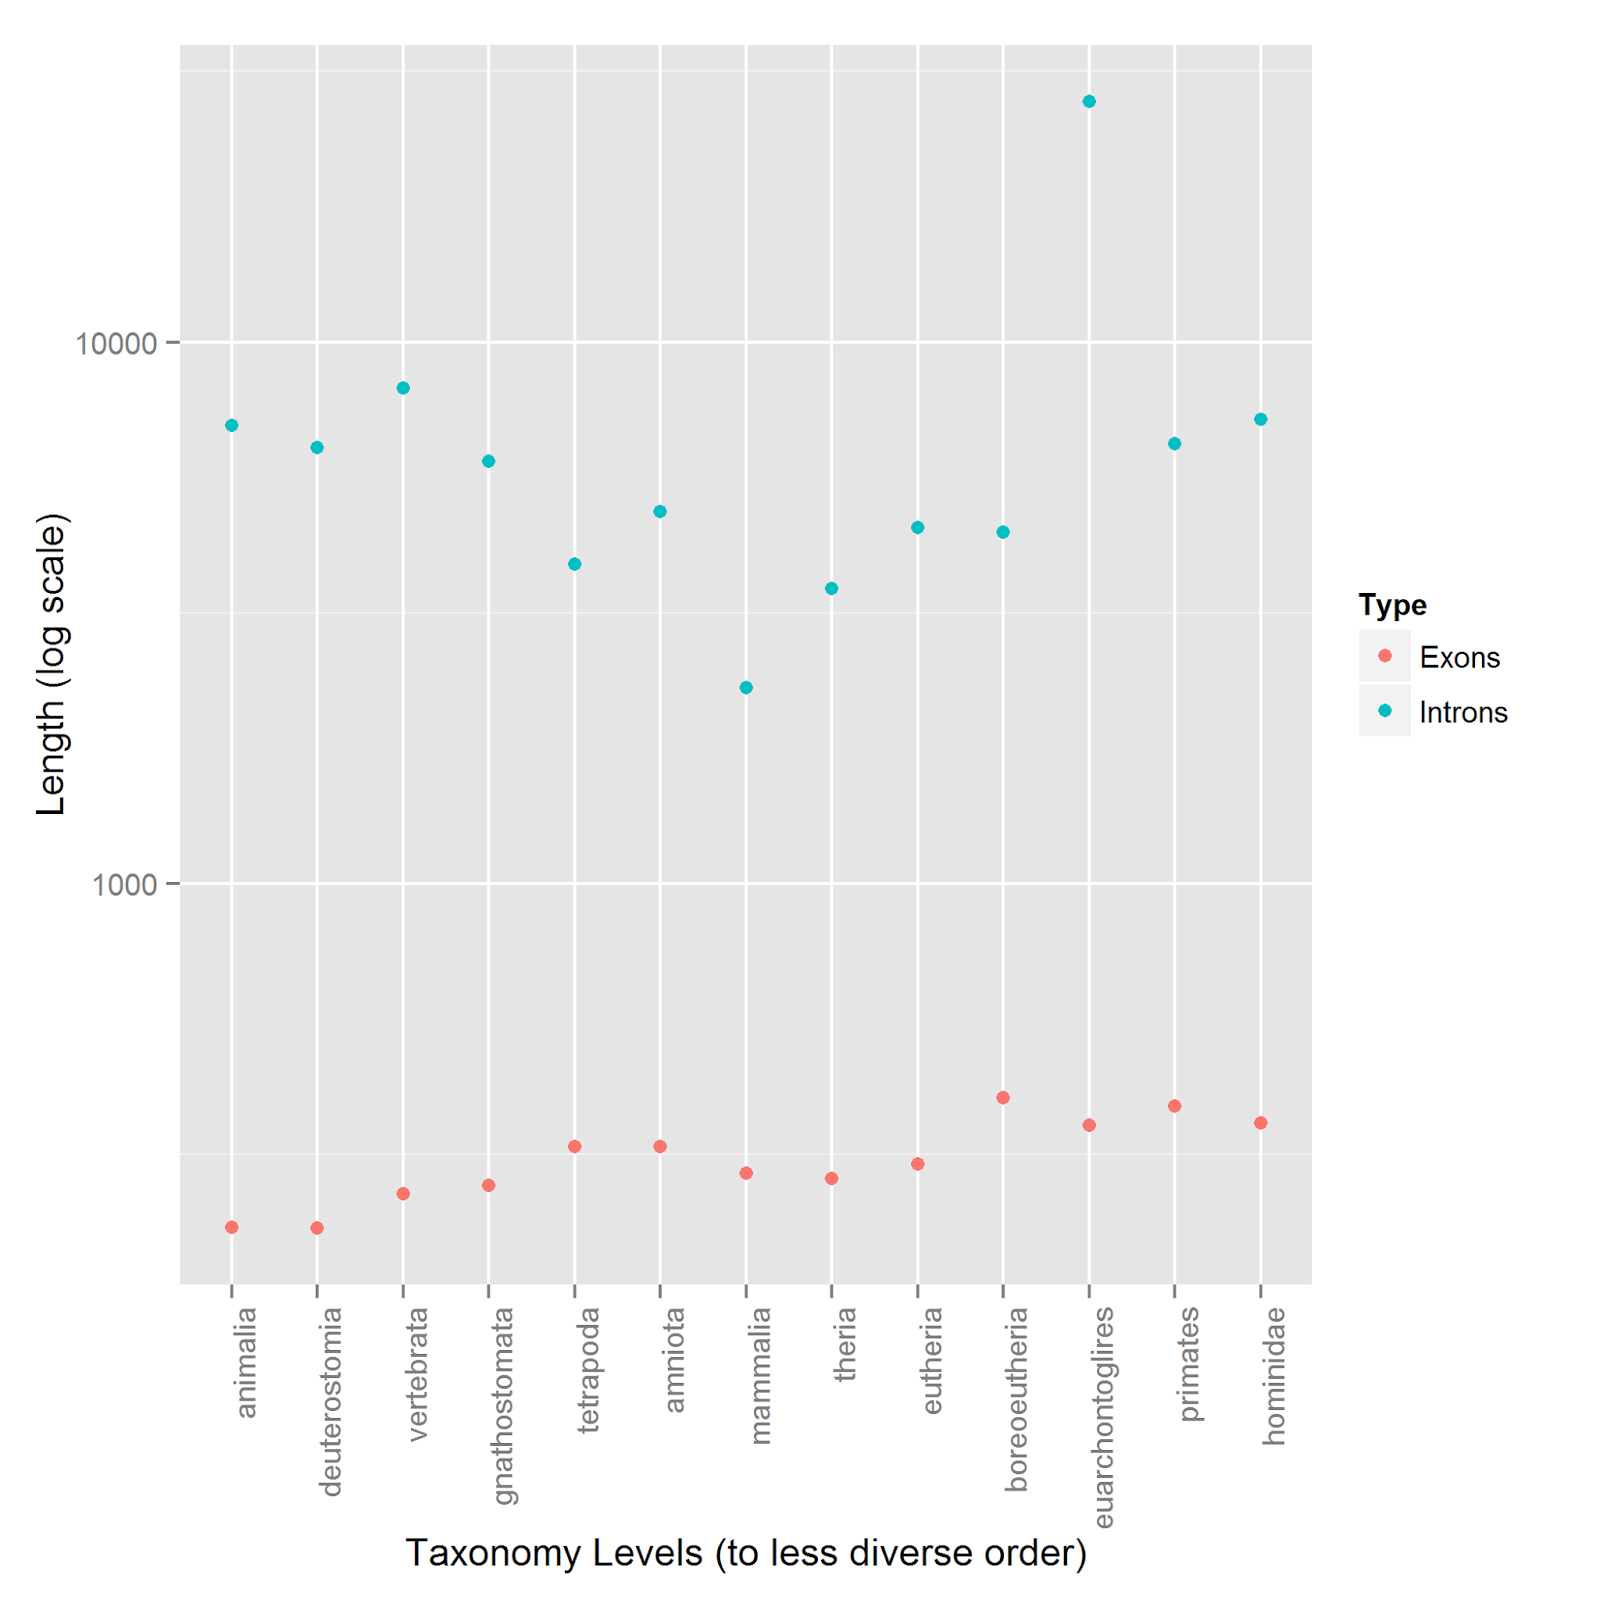 10000
1000
Length (log scale)
Type
Exons
Introns
animalia
deuterostomia
vertebrata
gnathostomata
tetrapoda
amniota
mammalia
theria
eutheria
boreoeutheria
euarchontoglires
primates
hominidae
Taxonomy Levels (to less diverse order)